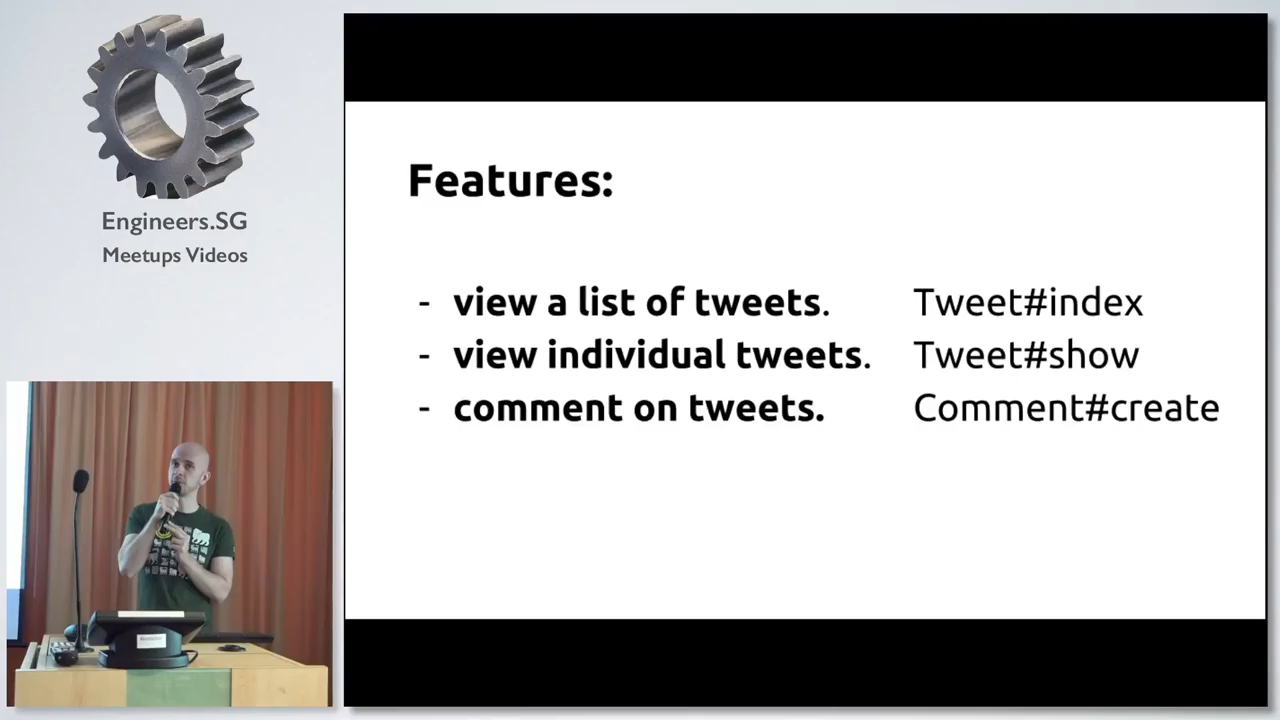 Engineers.SG
Meetups Videos
Features:
- view a list of tweets. Tweet#index
- view individual tweets. Tweet#show
- comment on tweets. Comment#create